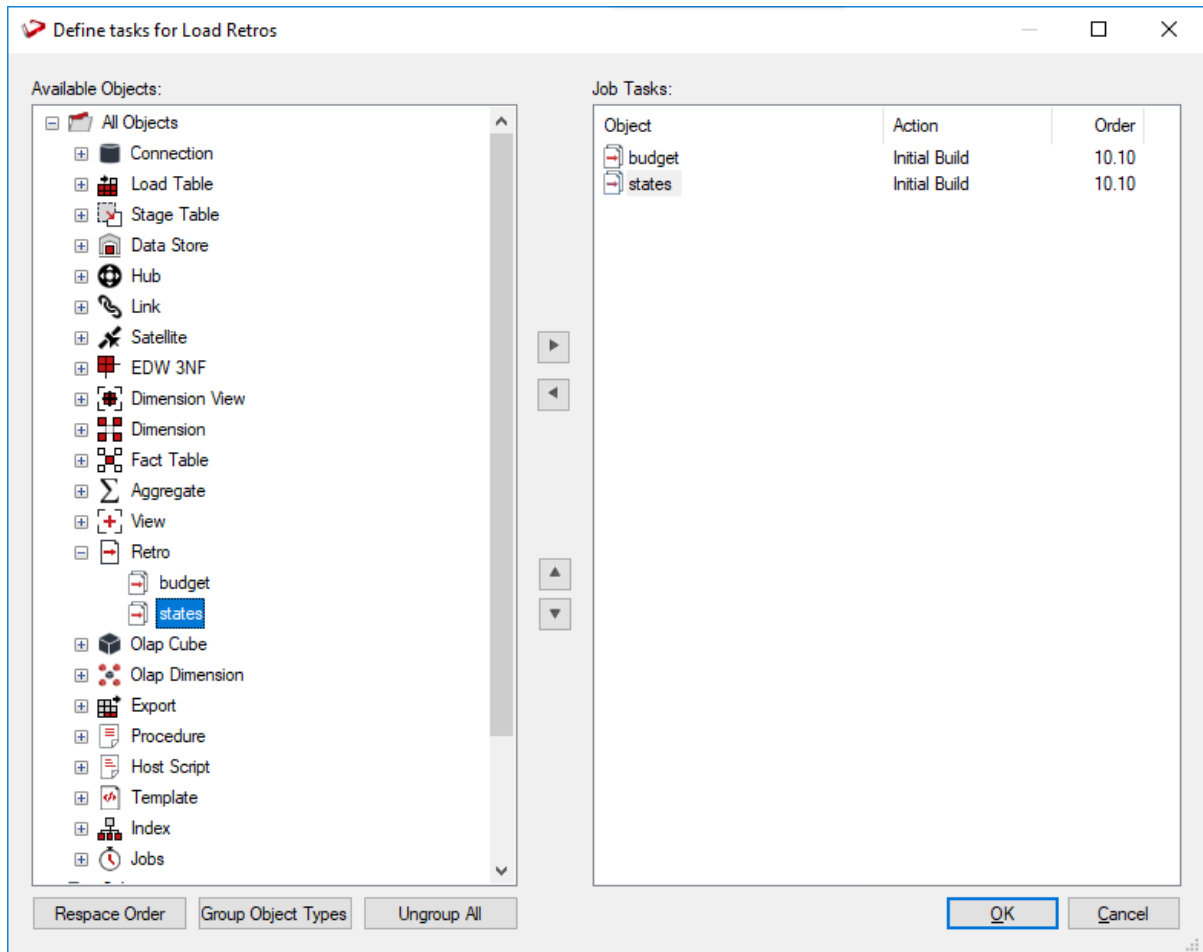 Define tasks for Load Retros
Available Objects:
All Objects
Connection
Load Table
Stage Table
Data Store
Hub
Link
Satellite
EDW 3NF
Dimension View
Dimension
Fact Table
Aggregate
View
Retro
budget
states
Olap Cube
Olap Dimension
Export
Procedure
Host Script
Template
Index
Jobs
Respace Order Group Object Types Ungroup All
Job Tasks:
Object Action Order
budget Initial Build 10.10
states Initial Build 10.10
OK Cancel